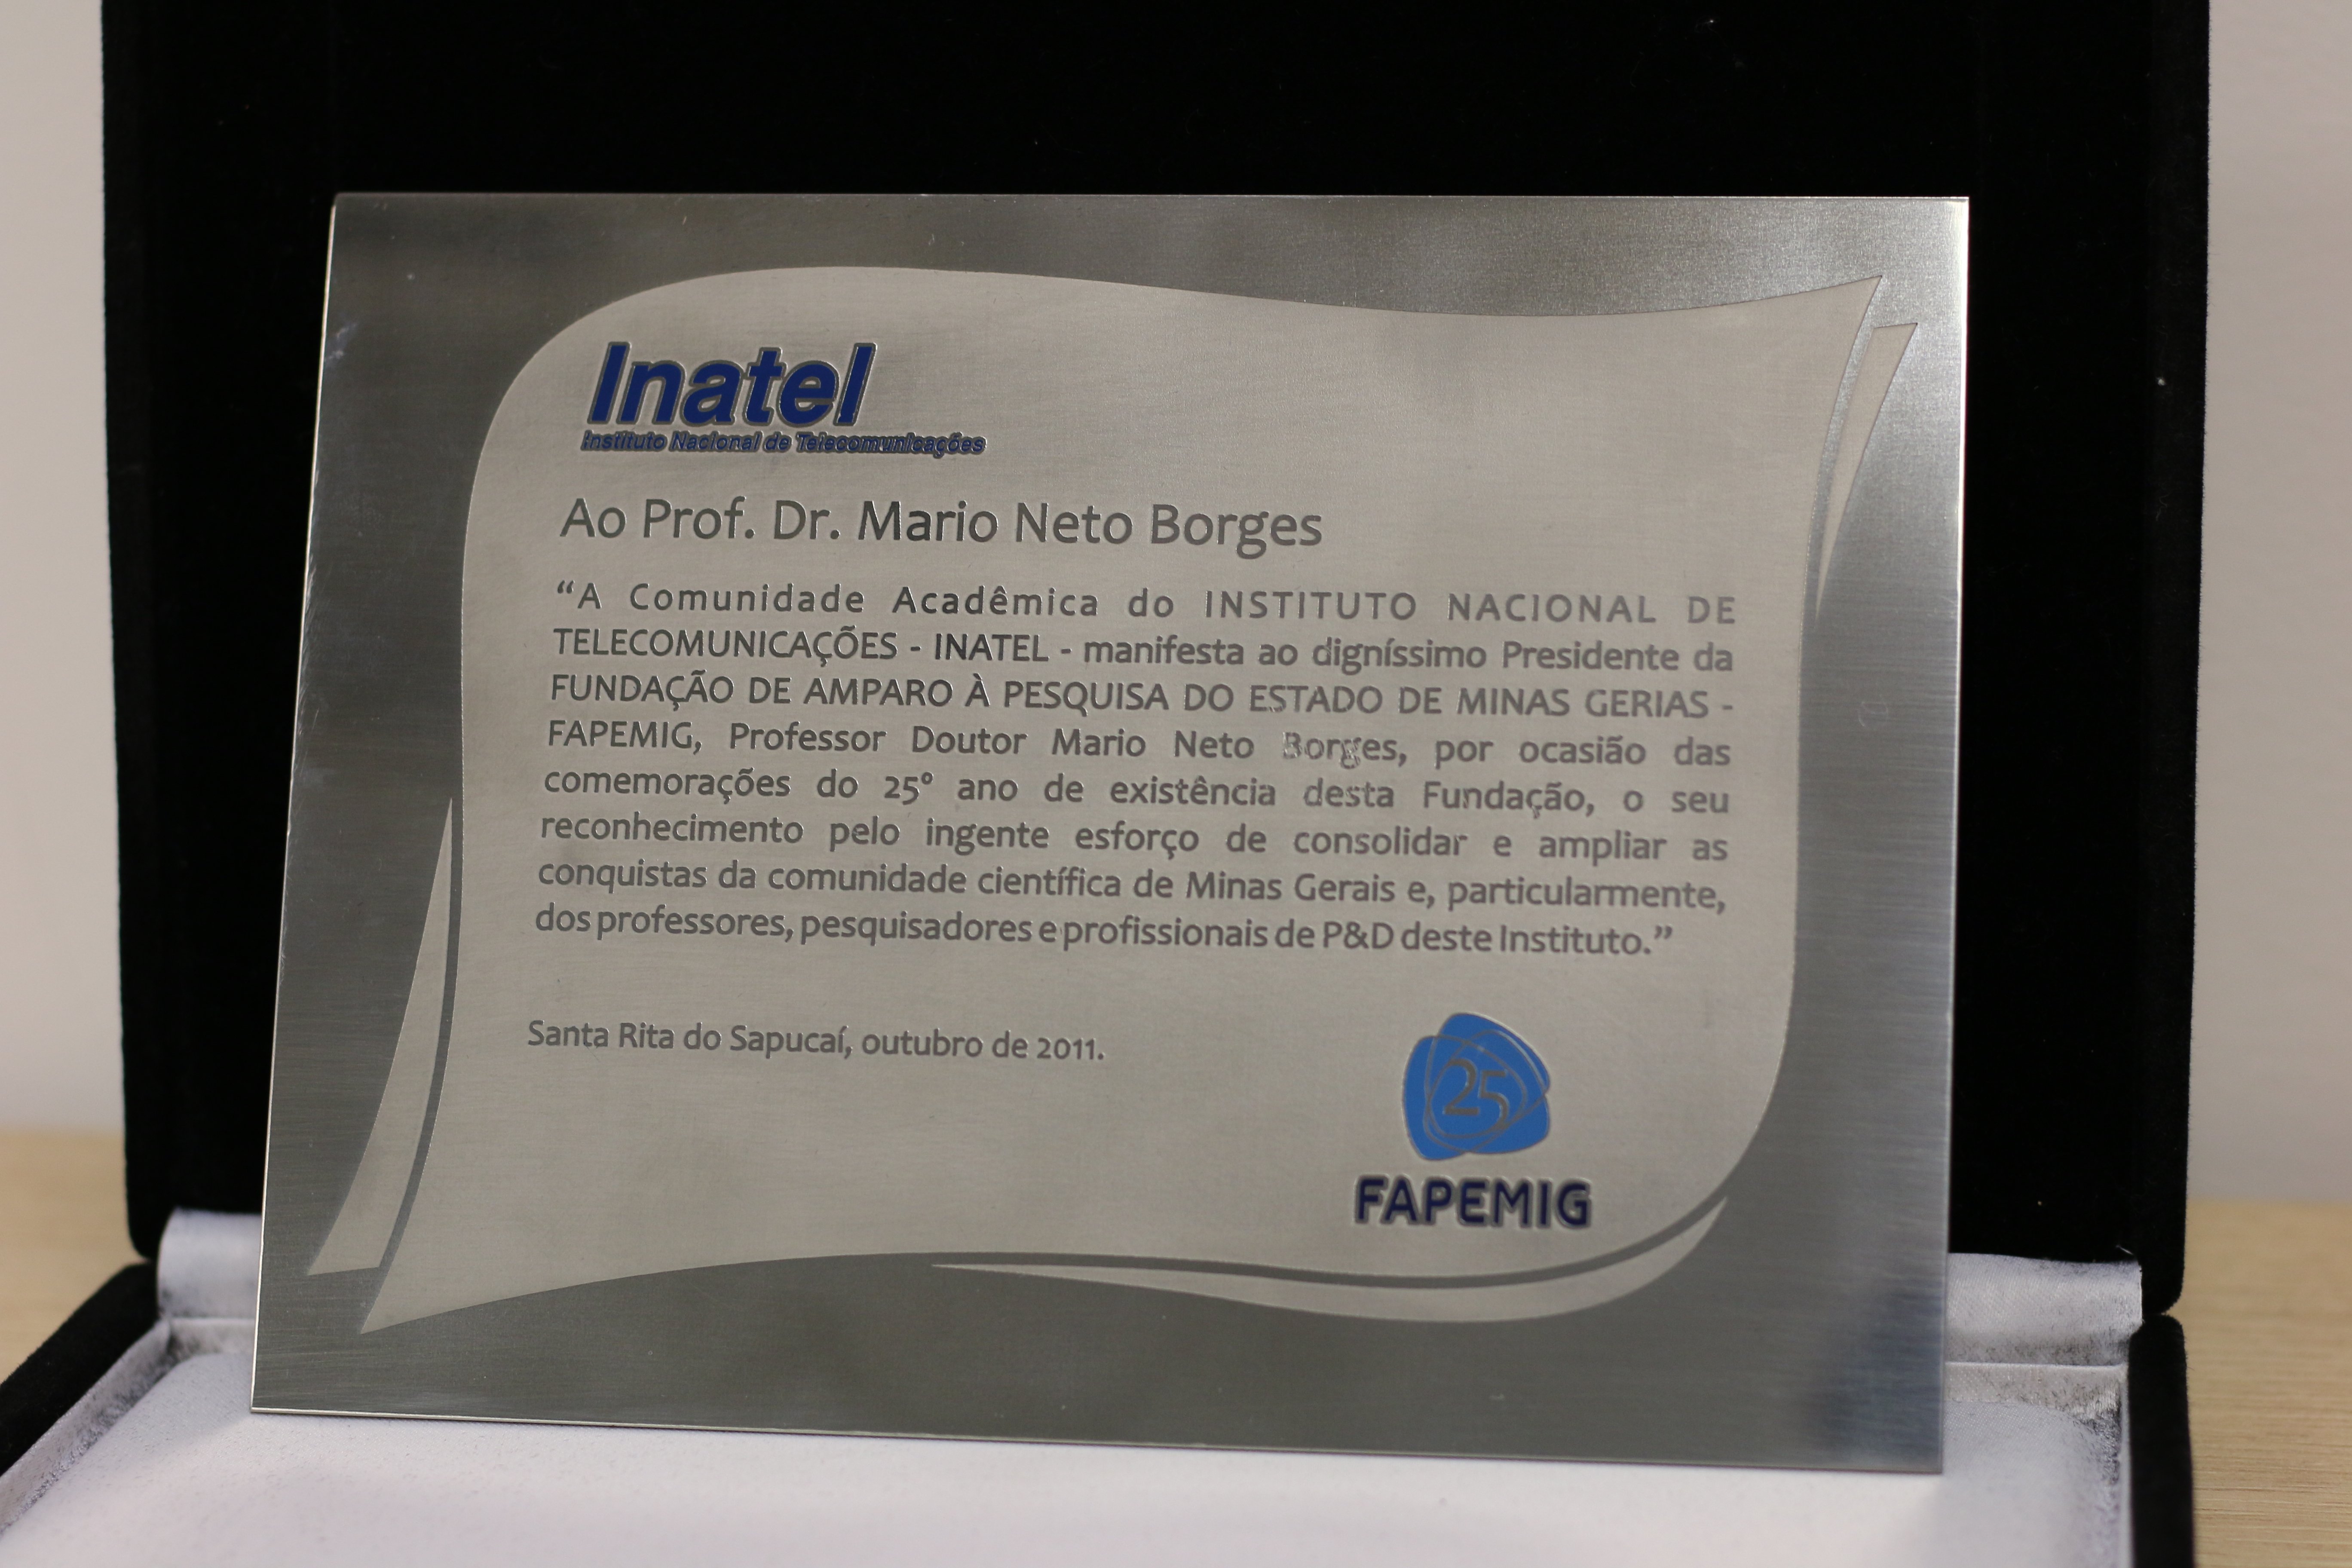 Inatel
Instituto Nacional de Telecomunicações
Ao Prof. Dr. Mario Neto Borges
“A Comunidade Acadêmica do INSTITUTO NACIONAL DE
TELECOMUNICAÇÕES - INATEL - manifesta ao digníssimo Presidente da
FUNDAÇÃO DE AMPARO À PESQUISA DO ESTADO DE MINAS GERIAS -
FAPEMIG, Professor Doutor Mario Neto Borges, por ocasião das
comemorações do 25º ano de existência desta Fundação, o seu
reconhecimento pelo ingente esforço de consolidar e ampliar as
conquistas da comunidade científica de Minas Gerais e, particularmente,
dos professores, pesquisadores e profissionais de P&D deste Instituto.”
Santa Rita do Sapucaí, outubro de 2011.
25
FAPEMIG